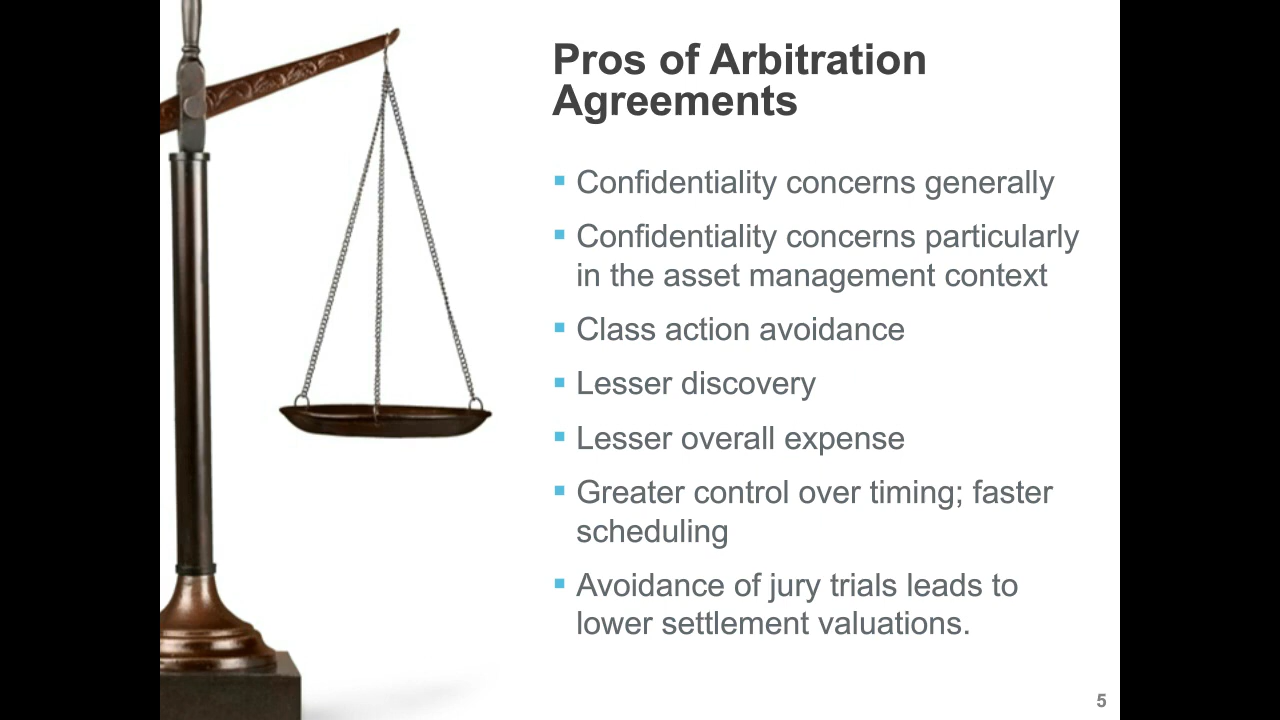 Pros of Arbitration
Agreements
▪ Confidentiality concerns generally
▪ Confidentiality concerns particularly
in the asset management context
▪ Class action avoidance
▪ Lesser discovery
▪ Lesser overall expense
▪ Greater control over timing; faster
scheduling
▪ Avoidance of jury trials leads to
lower settlement valuations.
5